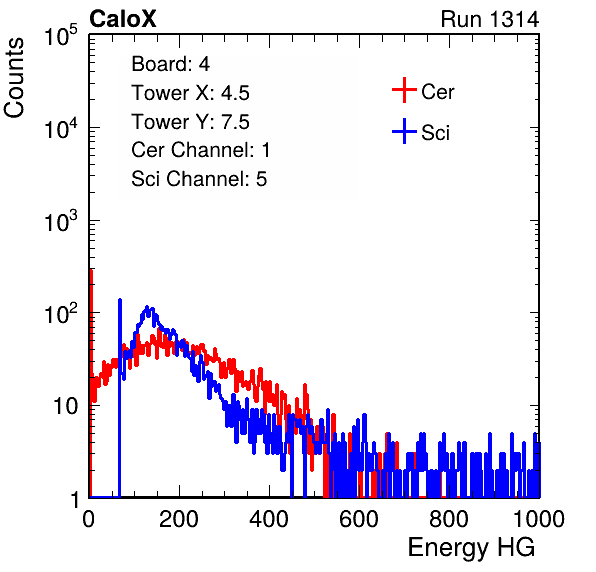 CaloX Run 1314
Counts
Board: 4
Tower X: 4.5
Tower Y: 7.5
Cer Channel: 1
Sci Channel: 5
Cer
Sci
10^5
10^4
10^3
10^2
10
1
0 200 400 600 800 1000
Energy HG